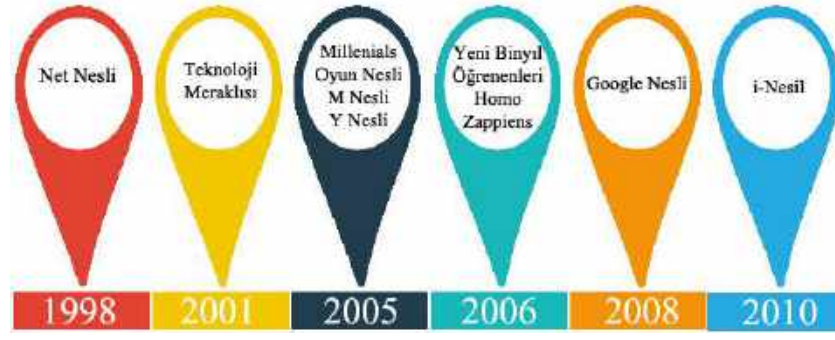 Net Nesli
Teknoloji
Meraklısı
Millenials
Oyun Nesli
M Nesli
Y Nesli
Yeni Binyıl
Öğrenenleri
Homo
Zappiens
Google Nesli
i-Nesil
1998
2001
2005
2006
2008
2010